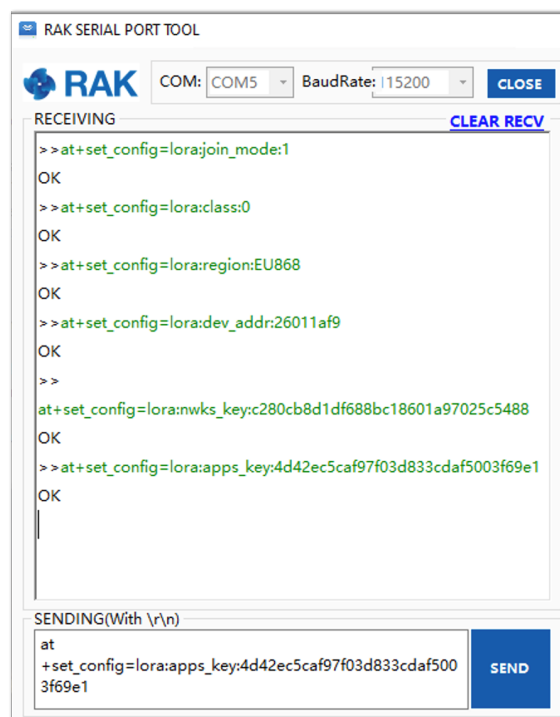 RAK SERIAL PORT TOOL
RAK
COM: COM5 BaudRate: 115200 CLOSE
RECEIVING CLEAR RECV
>>at+set_config=lora:join_mode:1
OK
>>at+set_config=lora:class:0
OK
>>at+set_config=lora:region:EU868
OK
>>at+set_config=lora:dev_addr:26011af9
OK
>>
at+set_config=lora:nwks_key:c280cb8d1df688bc18601a97025c5488
OK
>>at+set_config=lora:apps_key:4d42ec5caf97f03d833cdaf5003f69e1
OK
SENDING(With \r\n)
at
+set_config=lora:apps_key:4d42ec5caf97f03d833cdaf500
3f69e1
SEND